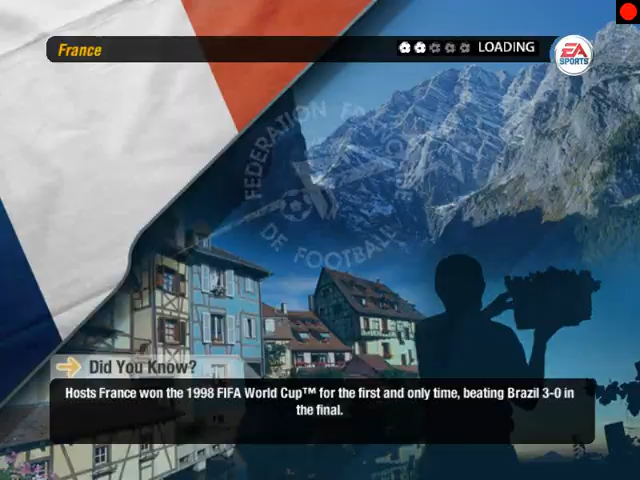 France
LOADING
EA
SPORTS
FEDERATION FRA
DE FOOTBALL
Did You Know?
Hosts France won the 1998 FIFA World Cup™ for the first and only time, beating Brazil 3-0 in
the final.